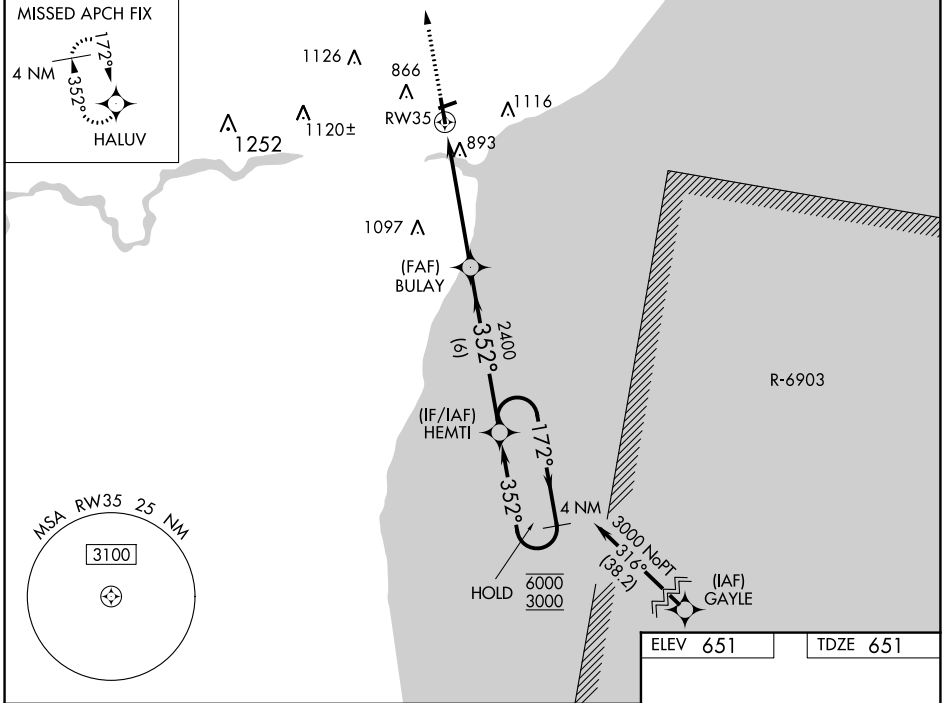 MISSED APCH FIX
4 NM
172°
352°
HALUV
1126
866
1116
RW35
1120±
1252
893
1097
(FAF)
BULAY
2400
352°
(6)
R-6903
(IF/IAF)
HEMTI
172°
352°
4 NM
3000 NoPT
316°
(38.2)
(IAF)
GAYLE
HOLD
6000
3000
MSA RW35 25 NM
3100
ELEV 651
TDZE 651